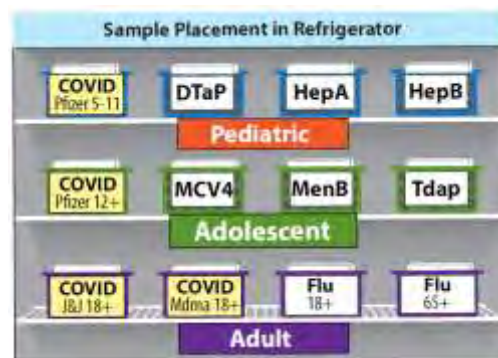 Sample Placement in Refrigerator
COVID DTaP HepA HepB
Pfizer 5-11
Pediatric
COVID MCV4 MenB Tdap
Pfizer 12+
Adolescent
COVID COVID Flu Flu
J&J 18+ Mdrna 18+ 18+ 65+
Adult